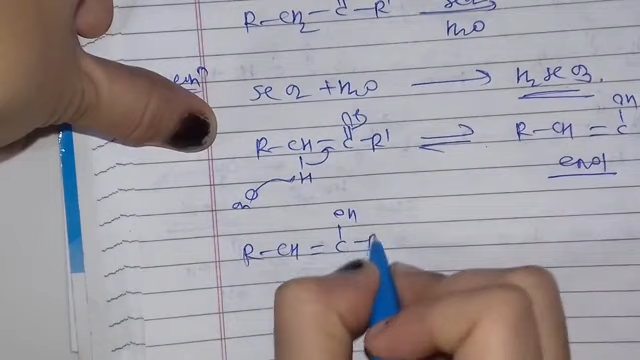 R-CH2-C-R'
H2O
SeO2 + H2O → H2SeO3.
R-CH-C-R' ⇌ R-CH=C
H
OH
enol
OH
R-CH=C-R